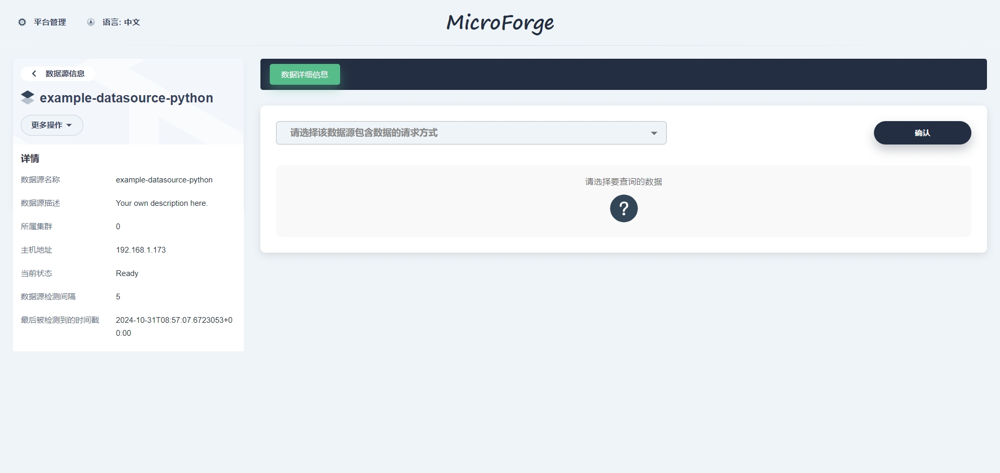 平台管理
语言: 中文
MicroForge
数据源信息
example-datasource-python
更多操作
详情
数据源名称 example-datasource-python
数据源描述 Your own description here.
所属集群 0
主机地址 192.168.1.173
当前状态 Ready
数据源检测间隔 5
最后被检测到的时间戳 2024-10-31T08:57:07.6723053+0
0:00
数据详细信息
请选择该数据源包含数据的请求方式
确认
请选择要查询的数据
?